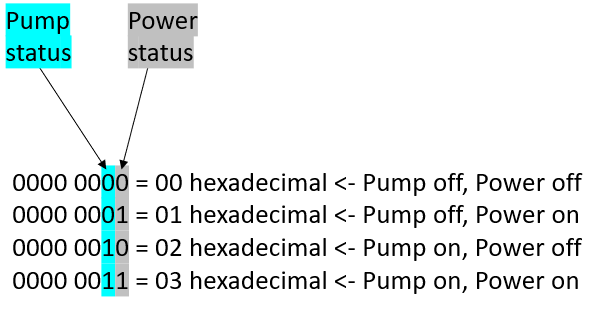 Pump
status
Power
status
0000 0000 = 00 hexadecimal <- Pump off, Power off
0000 0001 = 01 hexadecimal <- Pump off, Power on
0000 0010 = 02 hexadecimal <- Pump on, Power off
0000 0011 = 03 hexadecimal <- Pump on, Power on